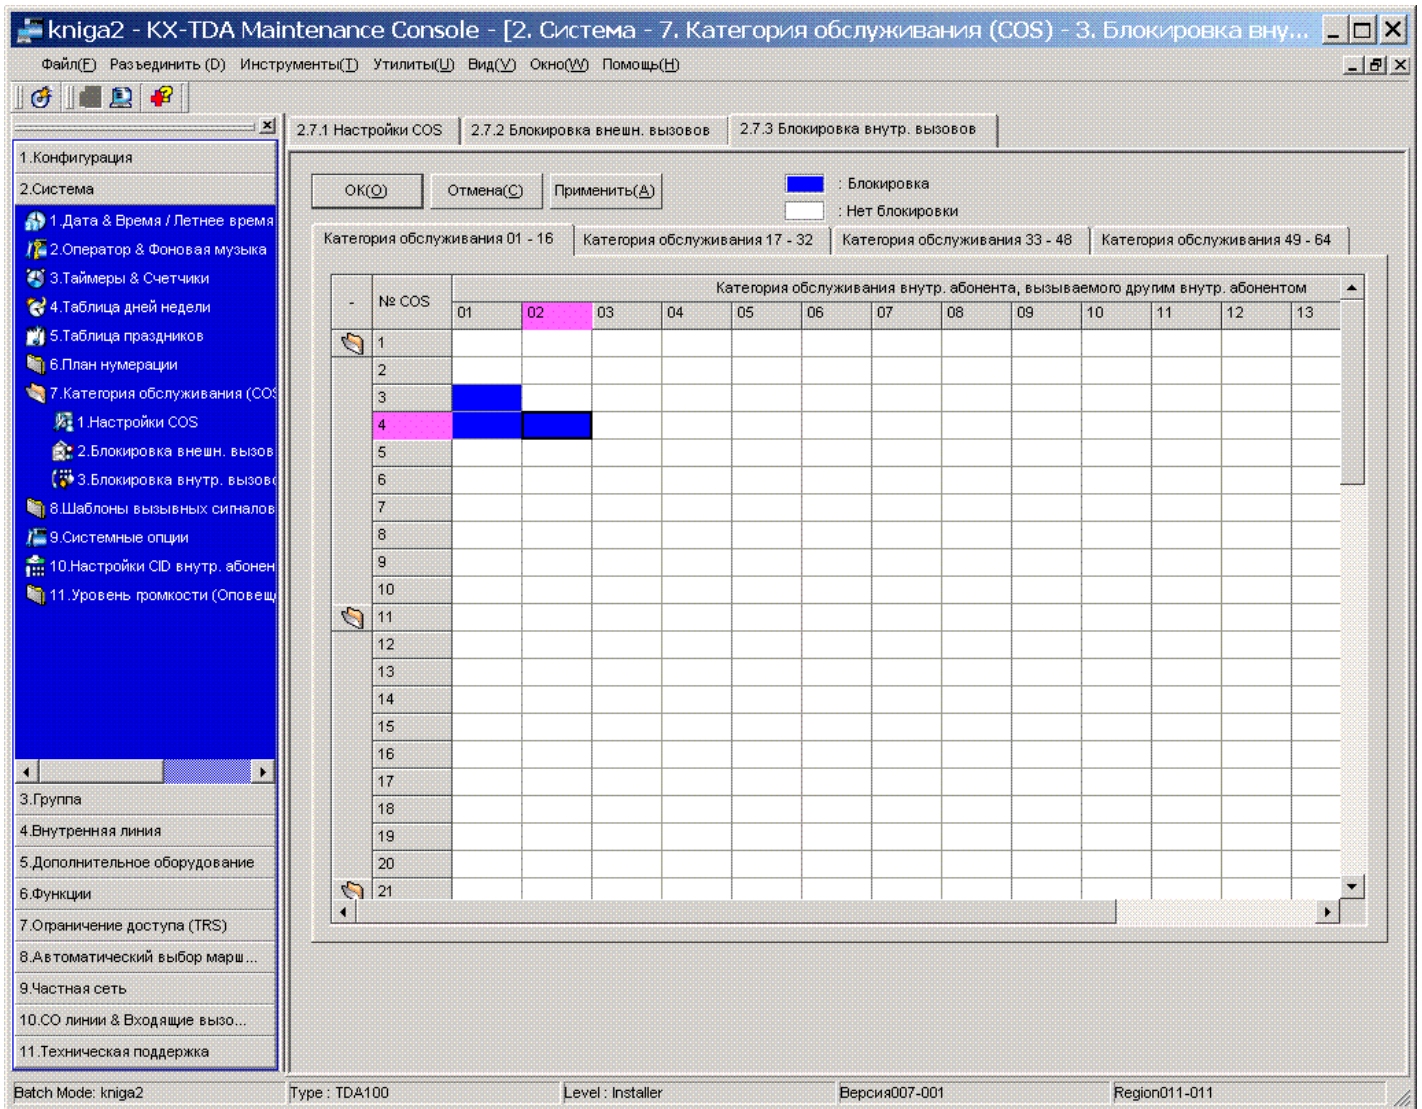 kniga2 - KX-TDA Maintenance Console - [2. Система - 7. Категория обслуживания (COS) - 3. Блокировка вну...
Файл(F) Разъединить (D) Инструменты(T) Утилиты(U) Вид(V) Окно(W) Помощь(H)
2.7.1 Настройки COS 2.7.2 Блокировка внешн. вызовов 2.7.3 Блокировка внутр. вызовов
1.Конфигурация
2.Система
1.Дата & Время / Летнее время
2.Оператор & Фоновая музыка
3.Таймеры & Счетчики
4.Таблица дней недели
5.Таблица праздников
6.План нумерации
7.Категория обслуживания (COS
1.Настройки COS
2.Блокировка внешн. вызов
3.Блокировка внутр. вызов
8.Шаблоны вызывных сигналов
9.Системные опции
10.Настройки CID внутр. абонен
11.Уровень громкости (Оповещ
3.Группа
4.Внутренняя линия
5.Дополнительное оборудование
6.Функции
7.Ограничение доступа (TRS)
8.Автоматический выбор марш...
9.Частная сеть
10.CO линии & Входящие вызо...
11.Техническая поддержка
OK(O) Отмена(C) Применить(A)
: Блокировка
: Нет блокировки
Категория обслуживания 01 - 16 Категория обслуживания 17 - 32 Категория обслуживания 33 - 48 Категория обслуживания 49 - 64
- № COS Категория обслуживания внутр. абонента, вызываемого другим внутр. абонентом
01 02 03 04 05 06 07 08 09 10 11 12 13
1
2
3
4
5
6
7
8
9
10
11
12
13
14
15
16
17
18
19
20
21
Batch Mode: kniga2 Type : TDA100 Level : Installer Версия007-001 Region011-011